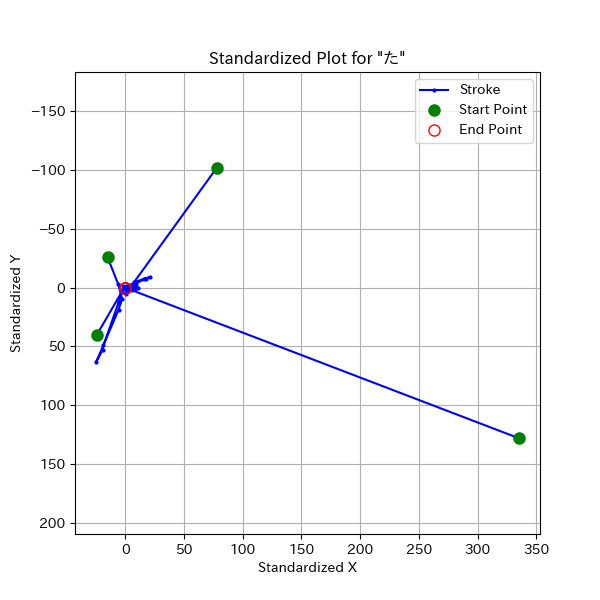 Standardized Plot for "た"
Stroke
Start Point
End Point
Standardized Y
−150
−100
−50
0
50
100
150
200
0 50 100 150 200 250 300 350
Standardized X